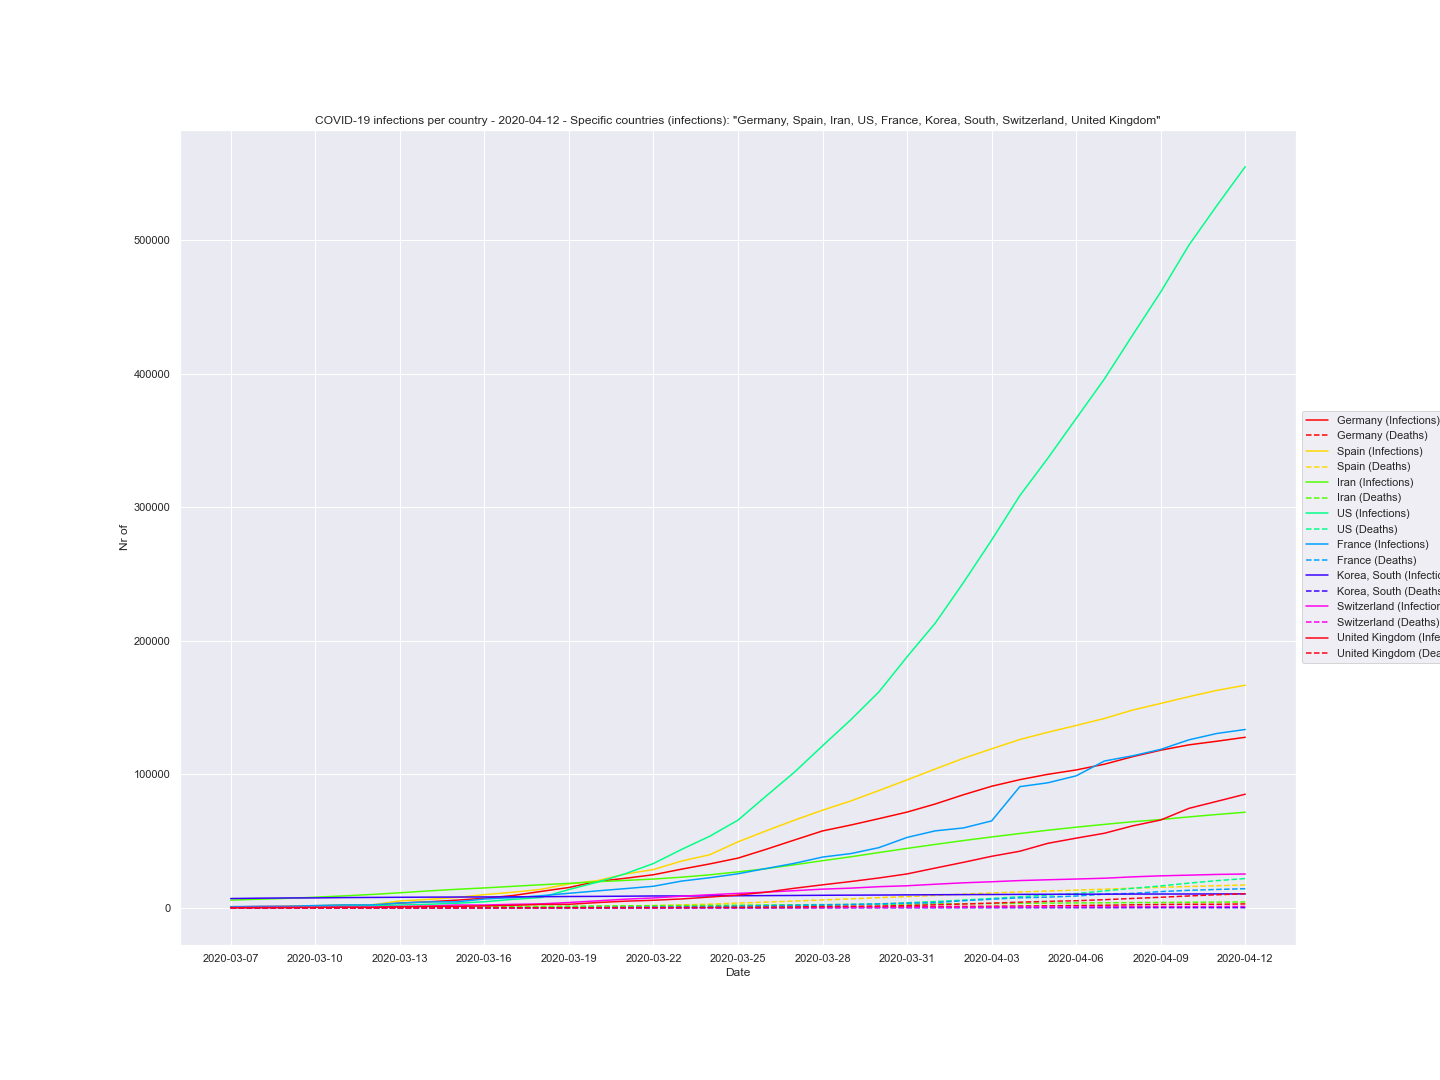 COVID-19 infections per country - 2020-04-12 - Specific countries (infections): "Germany, Spain, Iran, US, France, Korea, South, Switzerland, United Kingdom"
500000
400000
300000
200000
100000
0
Nr of
2020-03-07 2020-03-10 2020-03-13 2020-03-16 2020-03-19 2020-03-22 2020-03-25 2020-03-28 2020-03-31 2020-04-03 2020-04-06 2020-04-09 2020-04-12
Date
Germany (Infections)
Germany (Deaths)
Spain (Infections)
Spain (Deaths)
Iran (Infections)
Iran (Deaths)
US (Infections)
US (Deaths)
France (Infections)
France (Deaths)
Korea, South (Infectio
Korea, South (Deaths
Switzerland (Infection
Switzerland (Deaths)
United Kingdom (Infe
United Kingdom (Dea